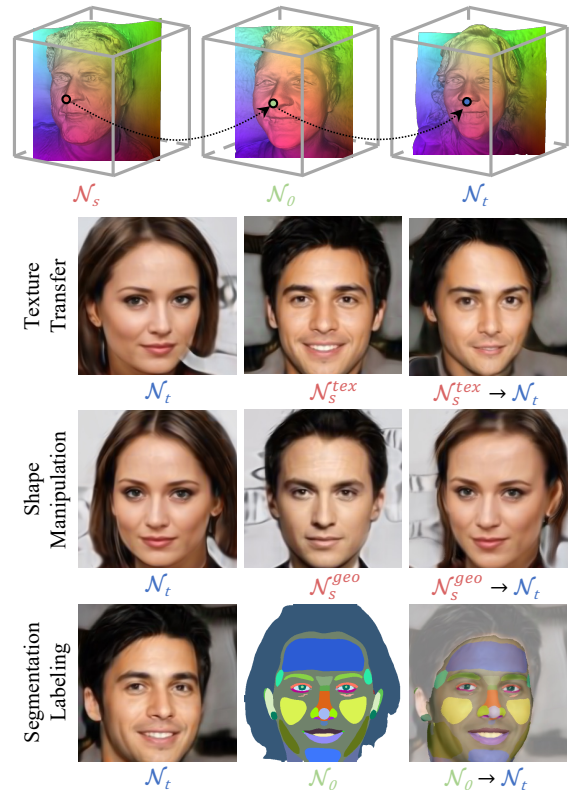 𝒩s 𝒩0 𝒩t
Texture
Transfer
𝒩t 𝒩s^tex 𝒩s^tex → 𝒩t
Shape
Manipulation
𝒩t 𝒩s^geo 𝒩s^geo → 𝒩t
Segmentation
Labeling
𝒩t 𝒩0 𝒩0 → 𝒩t